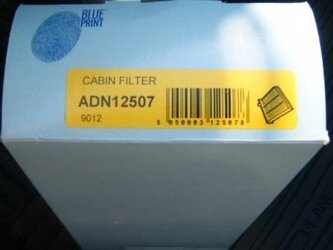 BLUE
PRINT
CABIN FILTER
ADN12507
9012
5 050063 125078